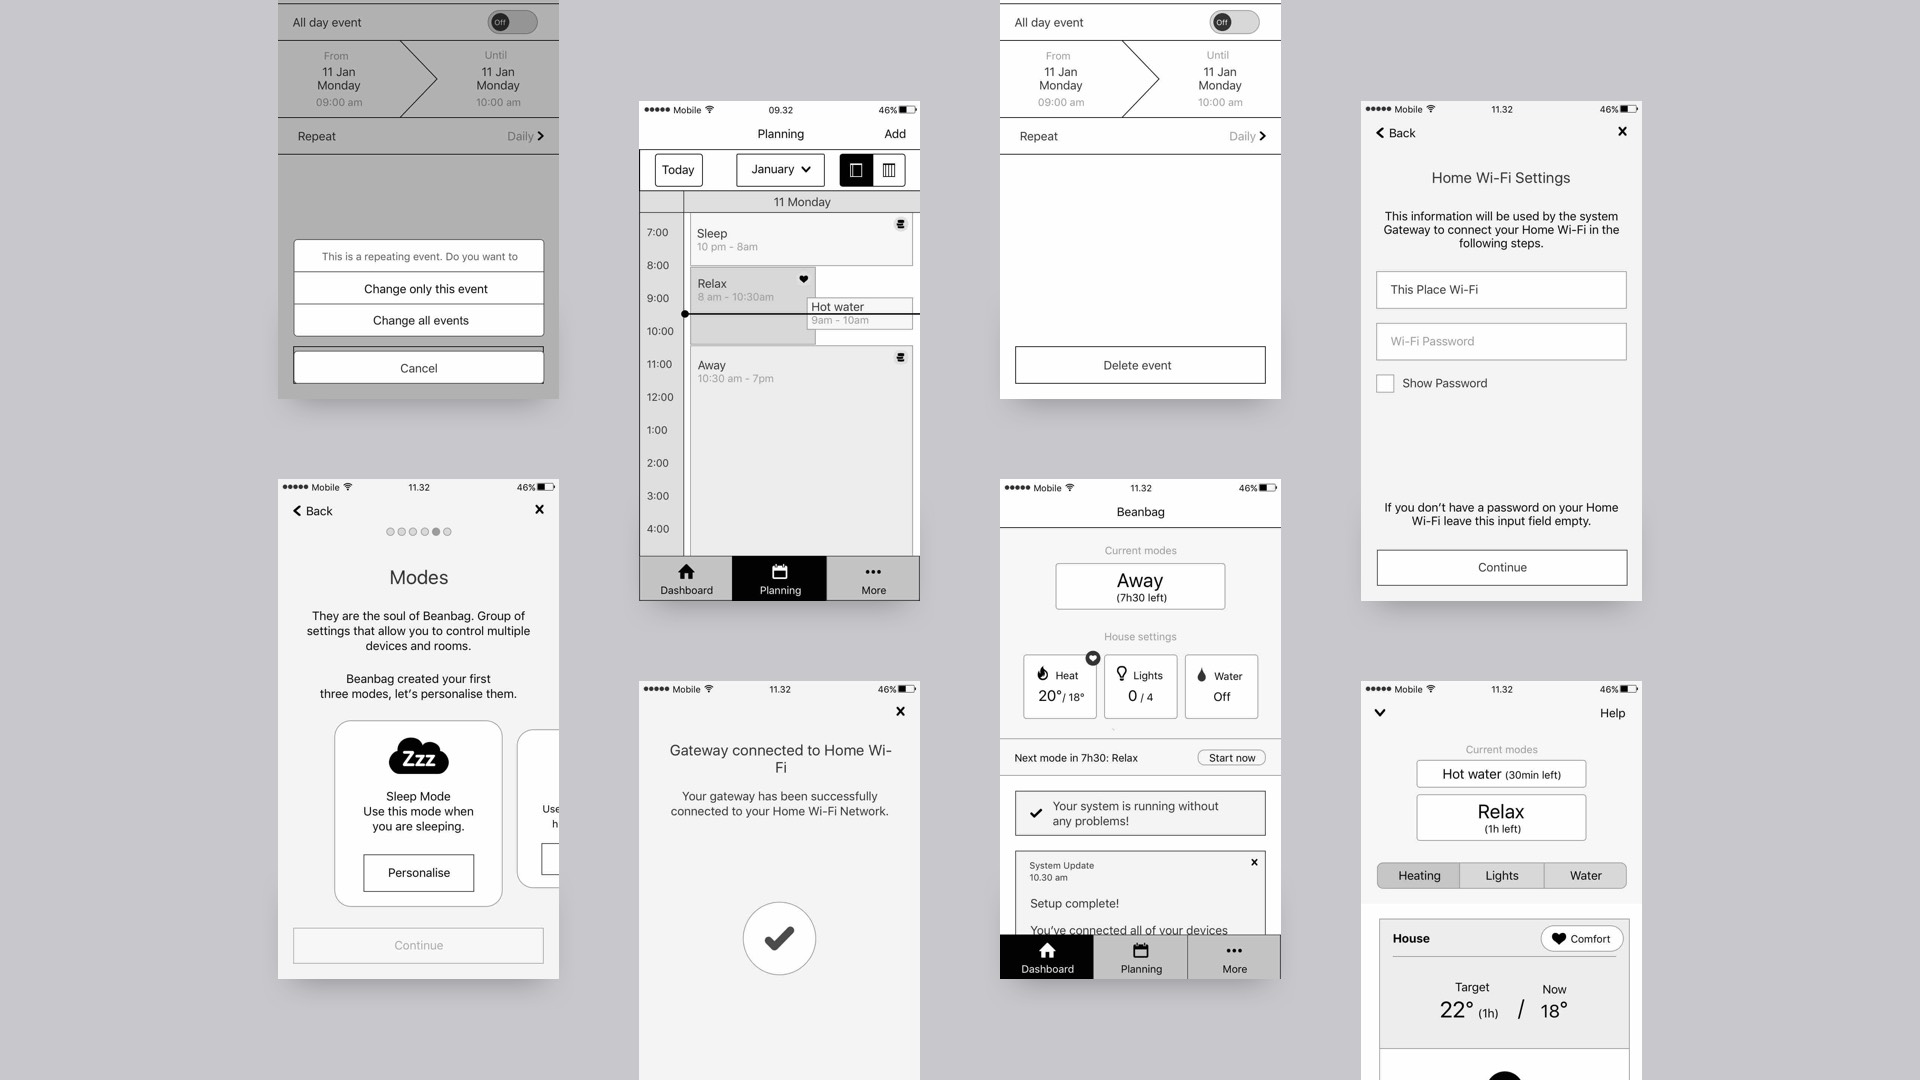 All day event
Off
From
Until
11 Jan
Monday
11 Jan
Monday
09:00 am
10:00 am
Repeat
Daily
This is a repeating event. Do you want to
Change only this event
Change all events
Cancel
Mobile
11.32
46%
Back
Modes
They are the soul of Beanbag. Group of
settings that allow you to control multiple
devices and rooms.
Beanbag created your first
three modes, let's personalise them.
Zzz
Sleep Mode
Use this mode when
you are sleeping.
Personalise
Use
h
Continue
Mobile
09.32
46%
Planning
Add
Today
January
11 Monday
7:00
8:00
9:00
10:00
11:00
12:00
1:00
2:00
3:00
4:00
Sleep
10 pm - 8am
Relax
8 am - 10:30am
Hot water
9am - 10am
Away
10:30 am - 7pm
Dashboard
Planning
More
Mobile
11.32
46%
Gateway connected to Home Wi-
Fi
Your gateway has been successfully
connected to your Home Wi-Fi Network.
All day event
Off
From
Until
11 Jan
Monday
11 Jan
Monday
09:00 am
10:00 am
Repeat
Daily
Delete event
Mobile
11.32
46%
Beanbag
Current modes
Away
(7h30 left)
House settings
Heat
20°/ 18°
Lights
0 / 4
Water
Off
Next mode in 7h30: Relax
Start now
Your system is running without
any problems!
System Update
10.30 am
Setup complete!
You've connected all of your devices
Dashboard
Planning
More
Mobile
11.32
46%
Back
Home Wi-Fi Settings
This information will be used by the system
Gateway to connect your Home Wi-Fi in the
following steps.
This Place Wi-Fi
Wi-Fi Password
Show Password
If you don't have a password on your Home
Wi-Fi leave this input field empty.
Continue
Mobile
11.32
46%
Help
Current modes
Hot water (30min left)
Relax
(1h left)
Heating
Lights
Water
House
Comfort
Target
Now
22° (1h) / 18°